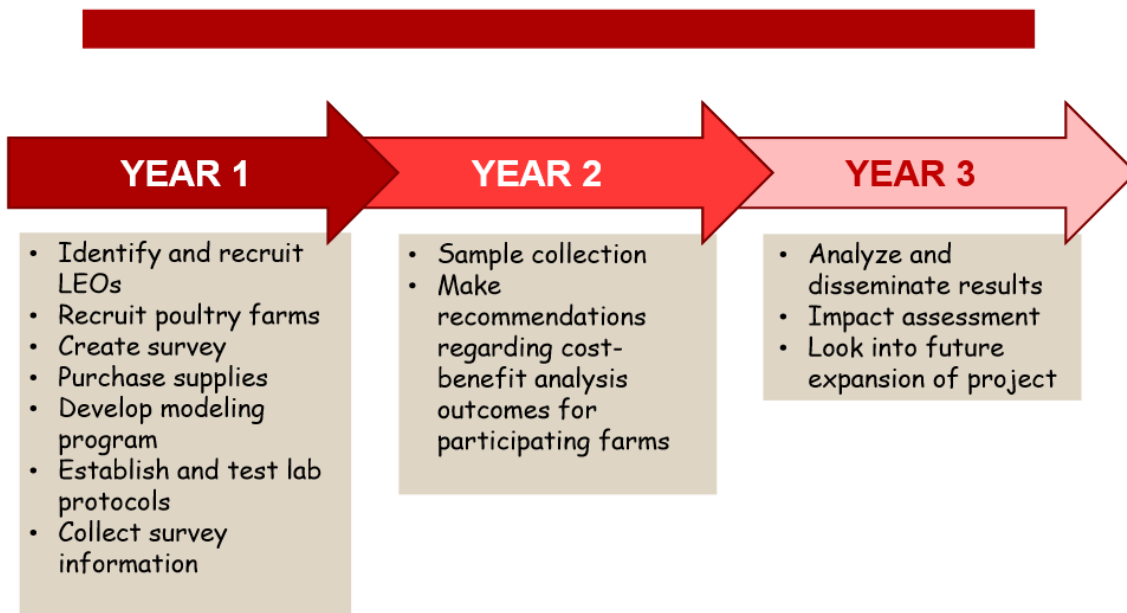 YEAR 1
YEAR 2
YEAR 3
• Identify and recruit
LEOs
• Recruit poultry farms
• Create survey
• Purchase supplies
• Develop modeling
program
• Establish and test lab
protocols
• Collect survey
information
• Sample collection
• Make
recommendations
regarding cost-
benefit analysis
outcomes for
participating farms
• Analyze and
disseminate results
• Impact assessment
• Look into future
expansion of project